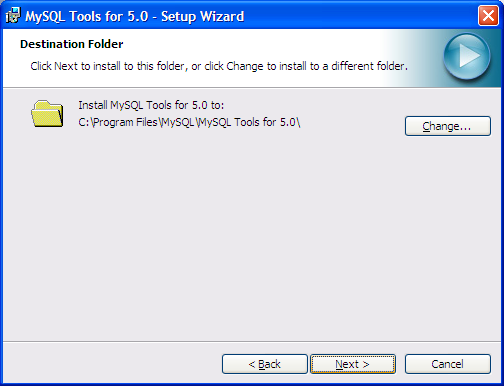 MySQL Tools for 5.0 - Setup Wizard
Destination Folder
Click Next to install to this folder, or click Change to install to a different folder.
Install MySQL Tools for 5.0 to:
C:\Program Files\MySQL\MySQL Tools for 5.0\
Change...
< Back
Next >
Cancel